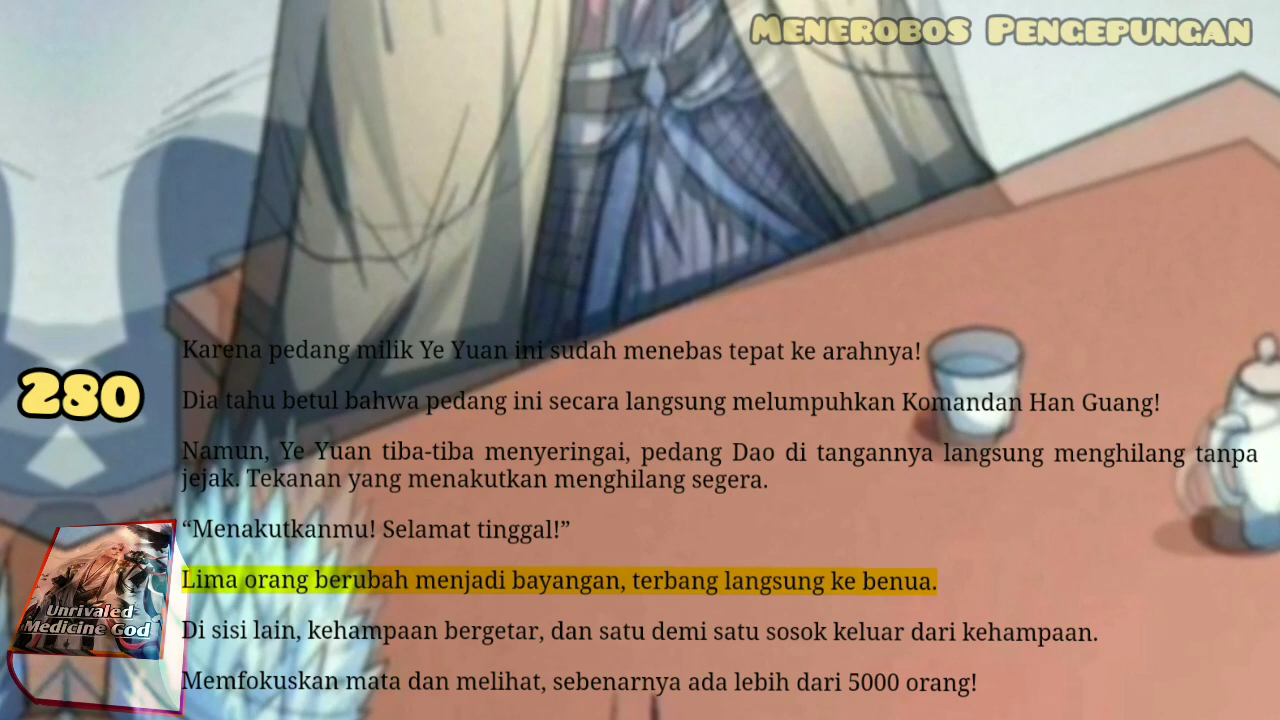 Menerobos Pengepungan
Karena pedang milik Ye Yuan ini sudah menebas tepat ke arahnya!
Dia tahu betul bahwa pedang ini secara langsung melumpuhkan Komandan Han Guang!
280
Namun, Ye Yuan tiba-tiba menyeringai, pedang Dao di tangannya langsung menghilang tanpa
jejak. Tekanan yang menakutkan menghilang segera.
“Menakutkanmu! Selamat tinggal!”
Lima orang berubah menjadi bayangan, terbang langsung ke benua.
Unrivaled
Medicine God
Di sisi lain, kehampaan bergetar, dan satu demi satu sosok keluar dari kehampaan.
Memfokuskan mata dan melihat, sebenarnya ada lebih dari 5000 orang!